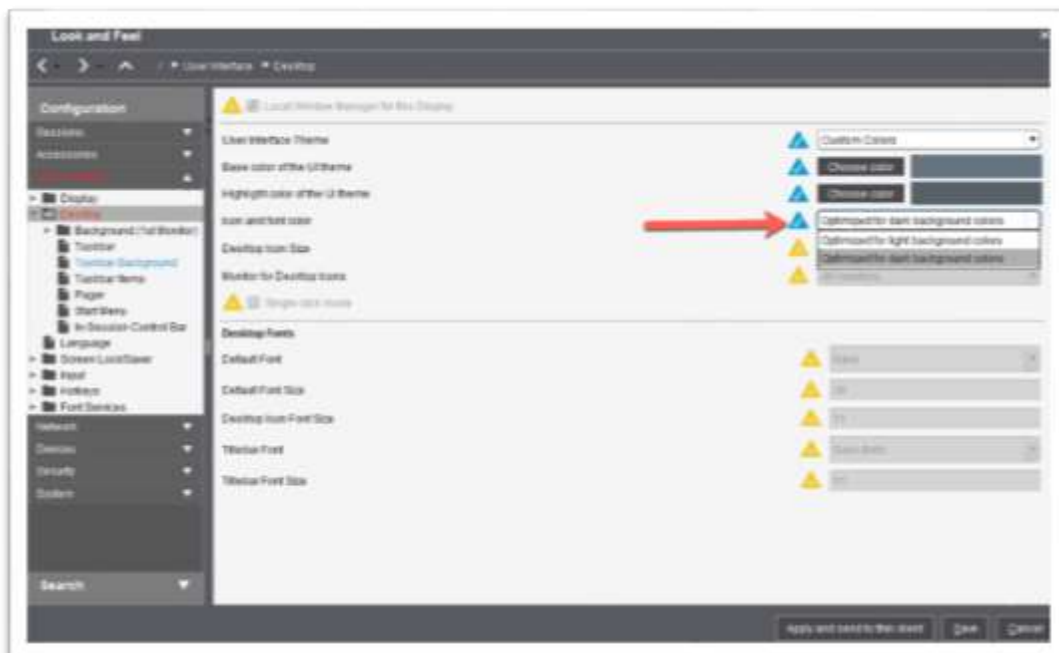 Look and Feel
/ User Interface Desktop
Configuration
Sessions
Accessories
Display
Desktop
Background (1st Monitor)
Taskbar
Taskbar Background
Taskbar Items
Pager
Start Menu
In-Session Control Bar
Language
Screen Lock/Saver
Input
Hotkeys
Font Services
Network
Devices
Security
System
Search
Local Window Manager for this Display
User Interface Theme
Custom Colors
Base color of the UI theme
Choose color
Highlight color of the UI theme
Choose color
Icon and font color
Optimized for dark background colors
Optimized for light background colors
Optimized for dark background colors
Desktop Icon Size
Monitor for Desktop Icons
Single click mode
Desktop Fonts
Default Font
Default Font Size
Desktop Icon Font Size
Titlebar Font
Titlebar Font Size
Apply and send to thin client
Save
Cancel